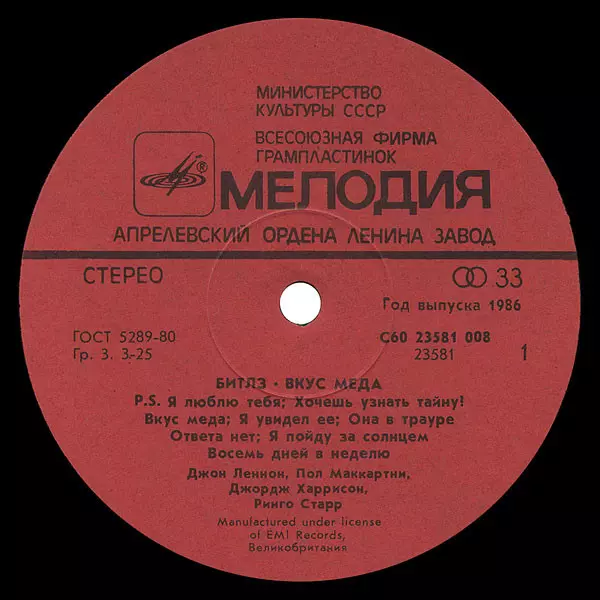 МИНИСТЕРСТВО
КУЛЬТУРЫ СССР
ВСЕСОЮЗНАЯ ФИРМА
ГРАМПЛАСТИНОК
® МЕЛОДИЯ
АПРЕЛЕВСКИЙ ОРДЕНА ЛЕНИНА ЗАВОД
СТЕРЕО
33
Год выпуска 1986
ГОСТ 5289-80
Гр. 3. 3-25
С60 23581 008
23581
1
БИТЛЗ · ВКУС МЕДА
P.S. Я люблю тебя; Хочешь узнать тайну!
Вкус меда; Я увидел ее; Она в трауре
Ответа нет; Я пойду за солнцем
Восемь дней в неделю
Джон Леннон, Пол Маккартни,
Джордж Харрисон,
Ринго Старр
Manufactured under license
of EMI Records,
Великобритания